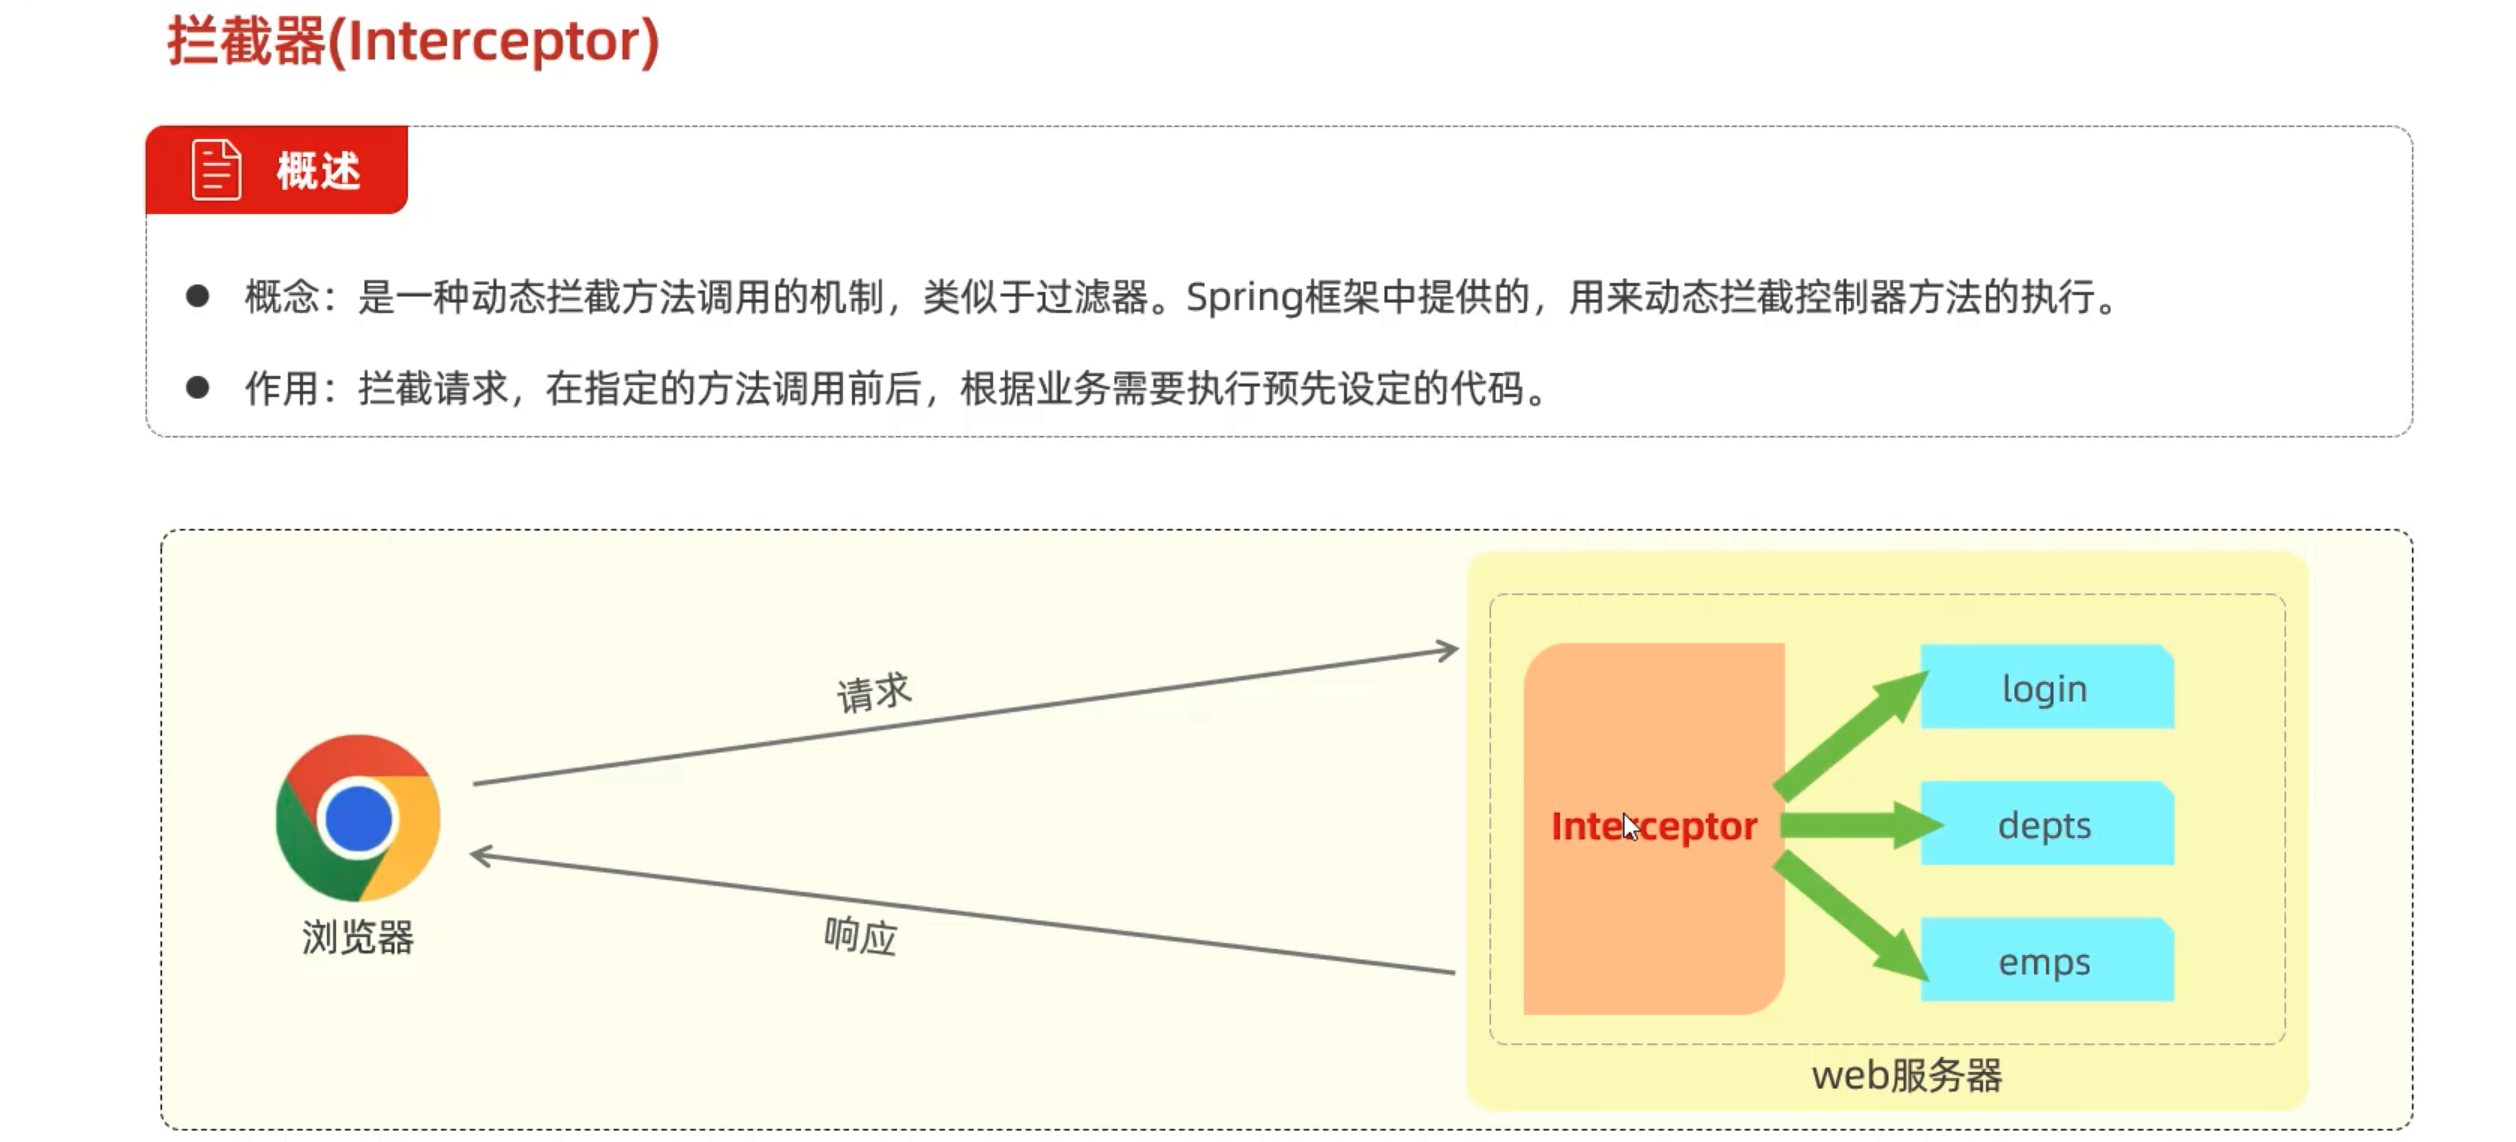 拦截器(Interceptor)
概述
● 概念：是一种动态拦截方法调用的机制，类似于过滤器。Spring框架中提供的，用来动态拦截控制器方法的执行。
● 作用：拦截请求，在指定的方法调用前后，根据业务需要执行预先设定的代码。
请求
login
Interceptor
depts
浏览器
响应
emps
web服务器